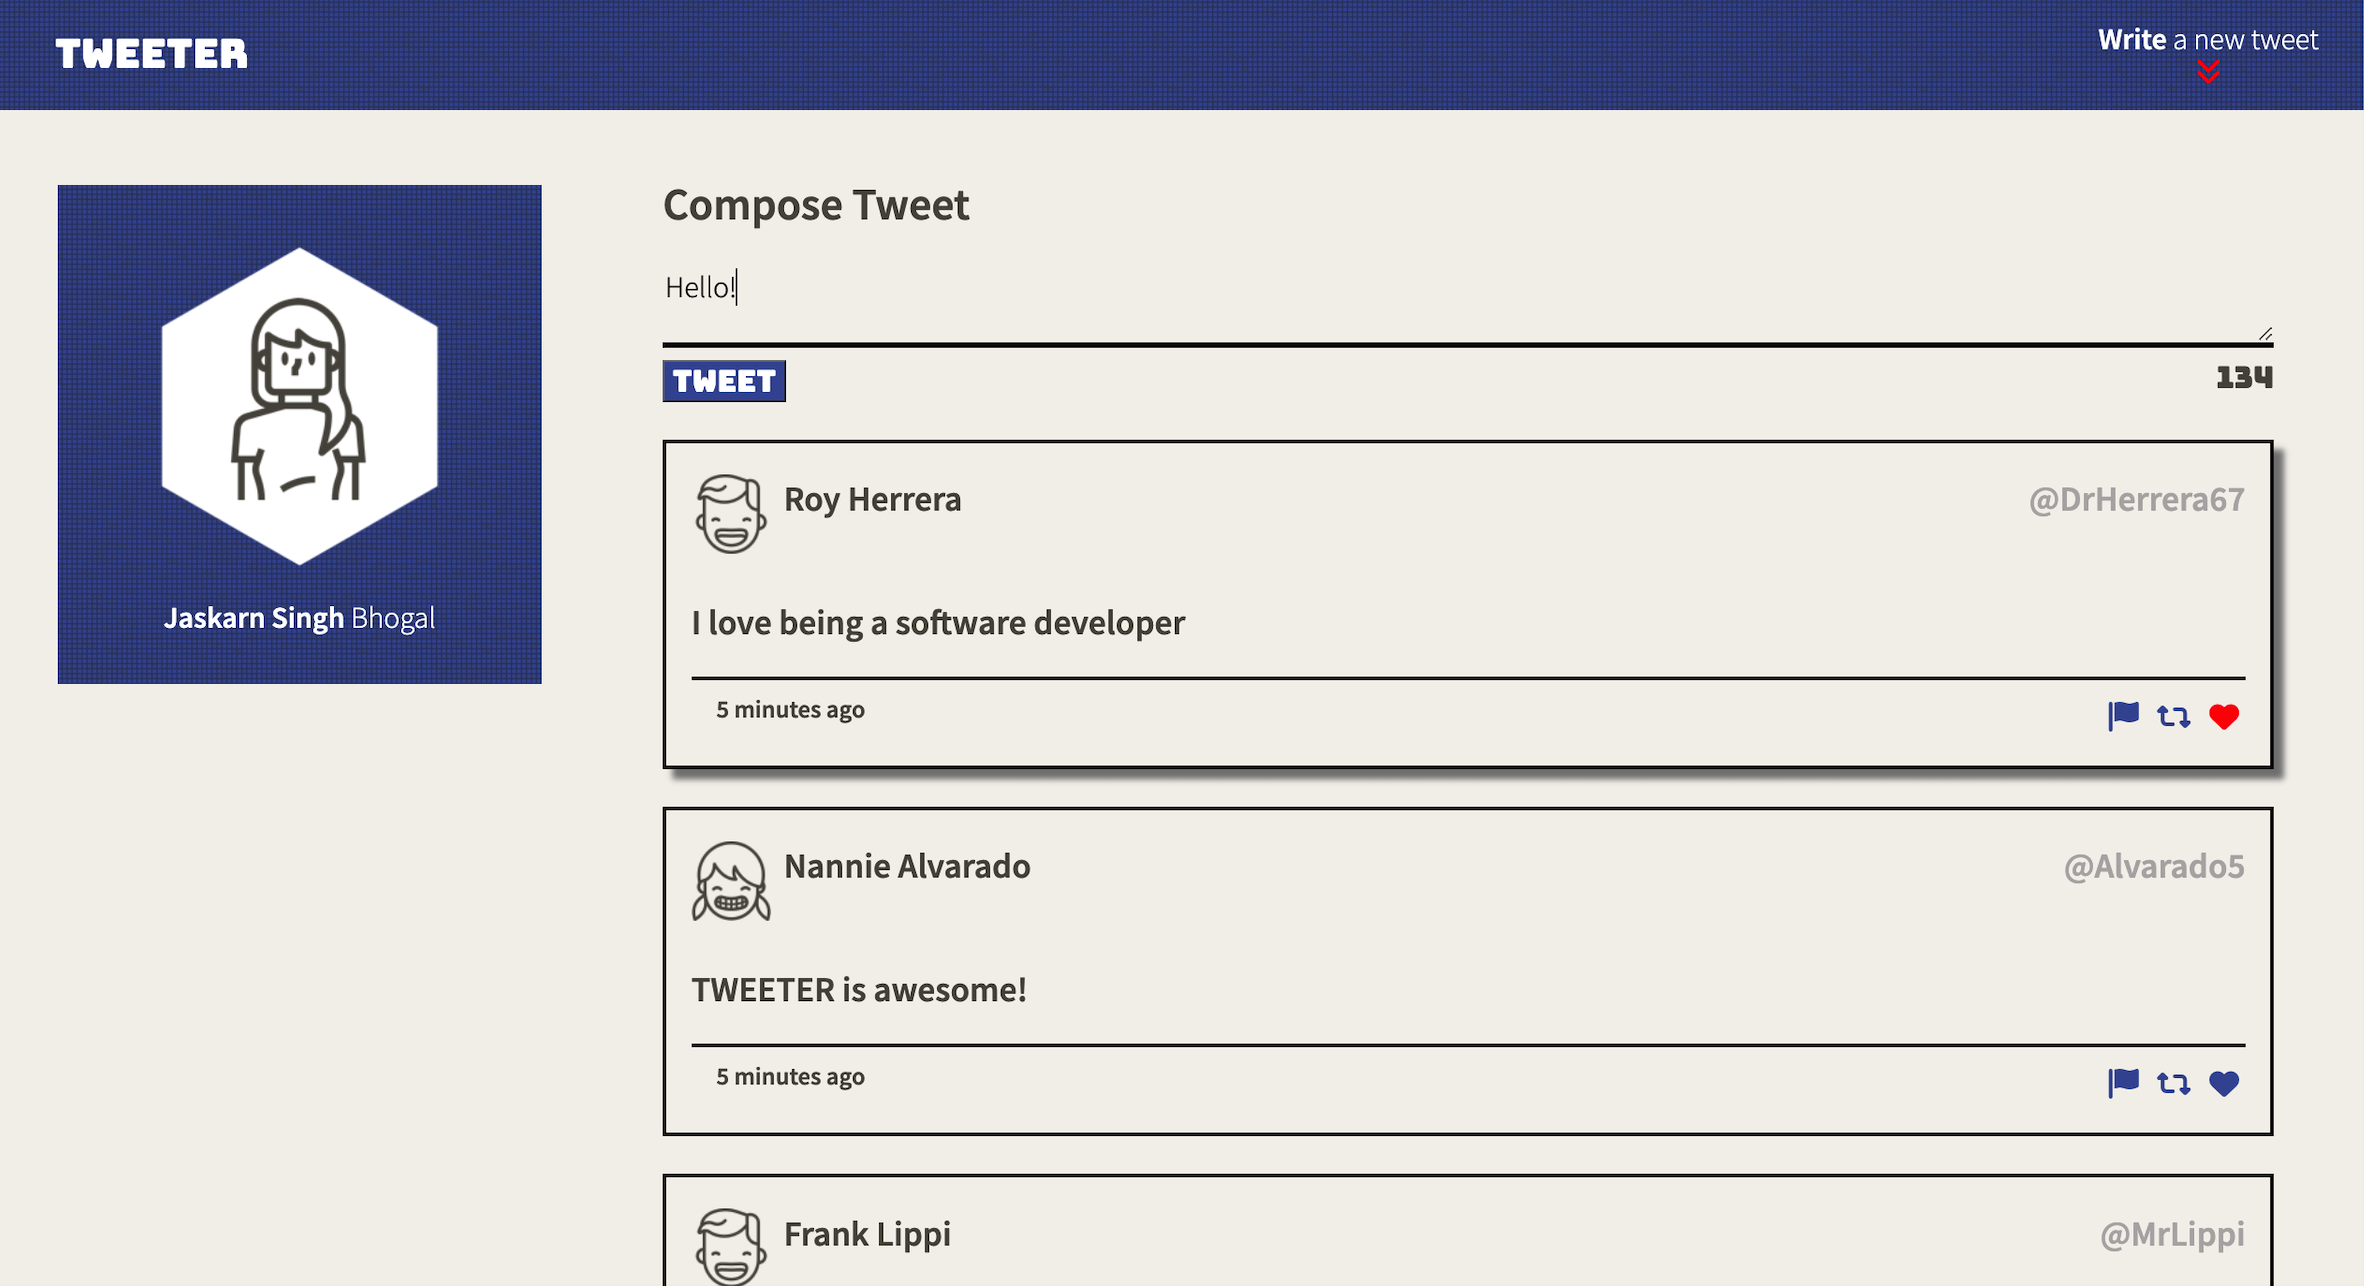 TWEETER
Write a new tweet
Jaskarn Singh Bhogal
Compose Tweet
Hello!
TWEET
134
Roy Herrera
@DrHerrera67
I love being a software developer
5 minutes ago
Nannie Alvarado
@Alvarado5
TWEETER is awesome!
5 minutes ago
Frank Lippi
@MrLippi